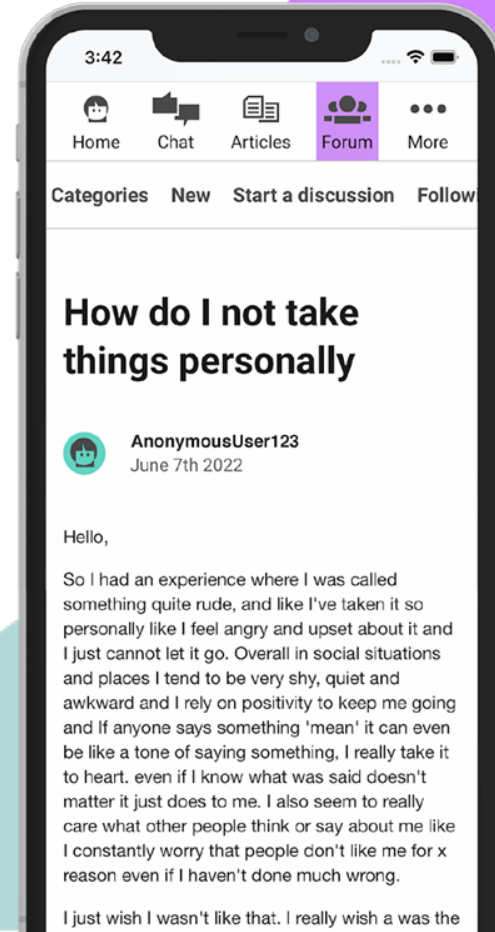 3:42
Home Chat Articles Forum More
Categories New Start a discussion Followi
How do I not take
things personally
AnonymousUser123
June 7th 2022
Hello,
So I had an experience where I was called
something quite rude, and like I've taken it so
personally like I feel angry and upset about it and
I just cannot let it go. Overall in social situations
and places I tend to be very shy, quiet and
awkward and I rely on positivity to keep me going
and If anyone says something 'mean' it can even
be like a tone of saying something, I really take it
to heart. even if I know what was said doesn't
matter it just does to me. I also seem to really
care what other people think or say about me like
I constantly worry that people don't like me for x
reason even if I haven't done much wrong.
I just wish I wasn't like that. I really wish a was the